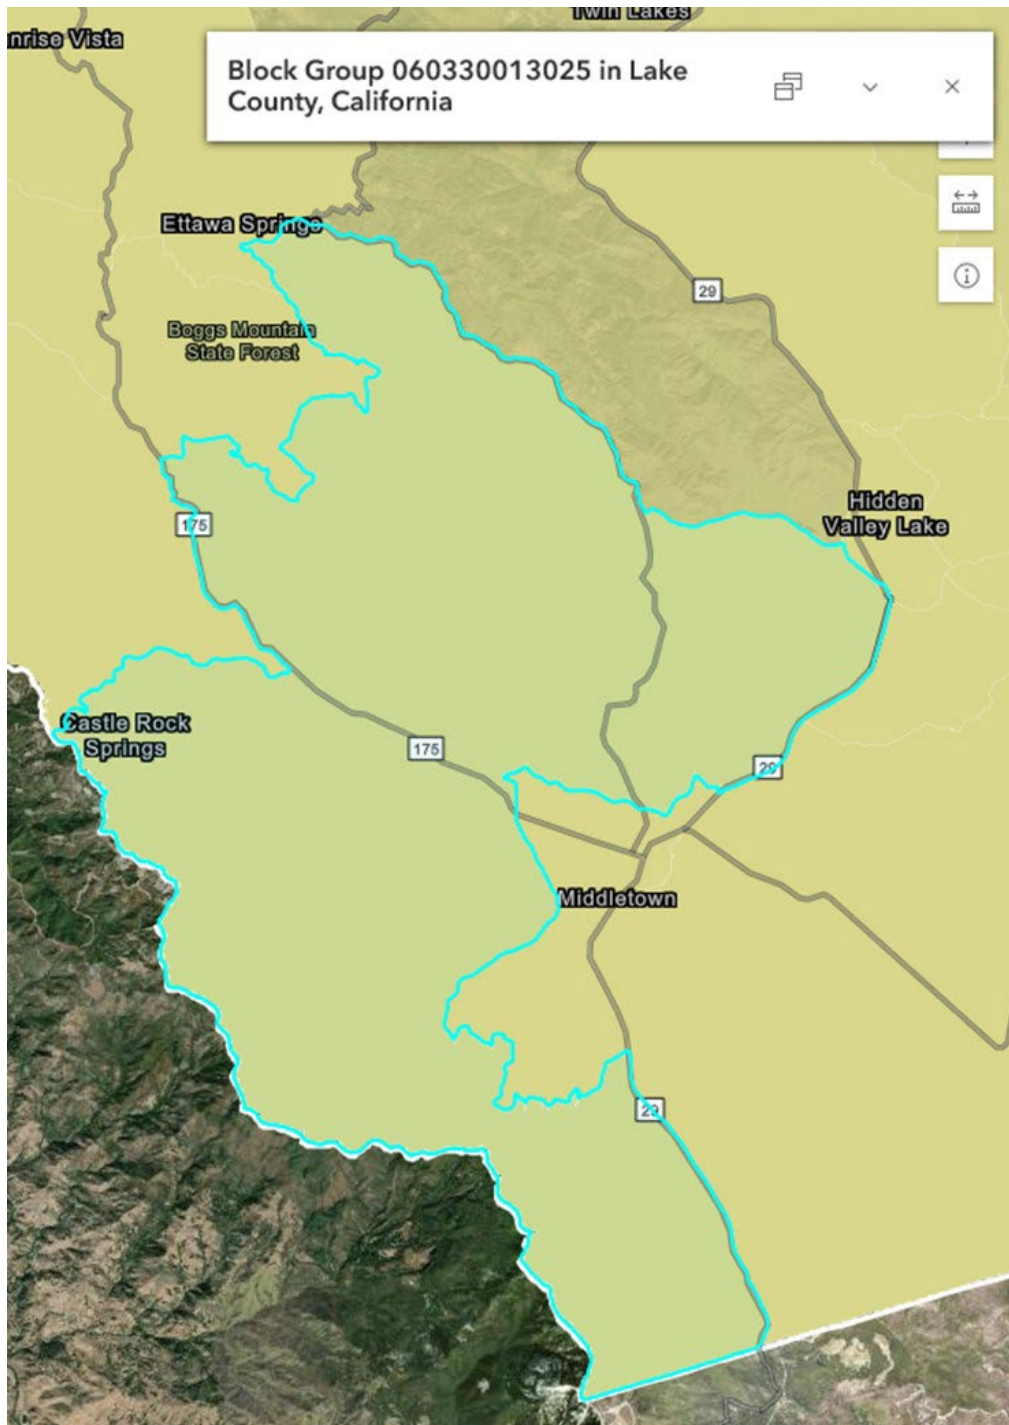 Twin Lakes
nrise Vista
Block Group 060330013025 in Lake
County, California
Ettawa Springs
29
Boggs Mountain
State Forest
Hidden
Valley Lake
175
Castle Rock
Springs
175
29
Middletown
29